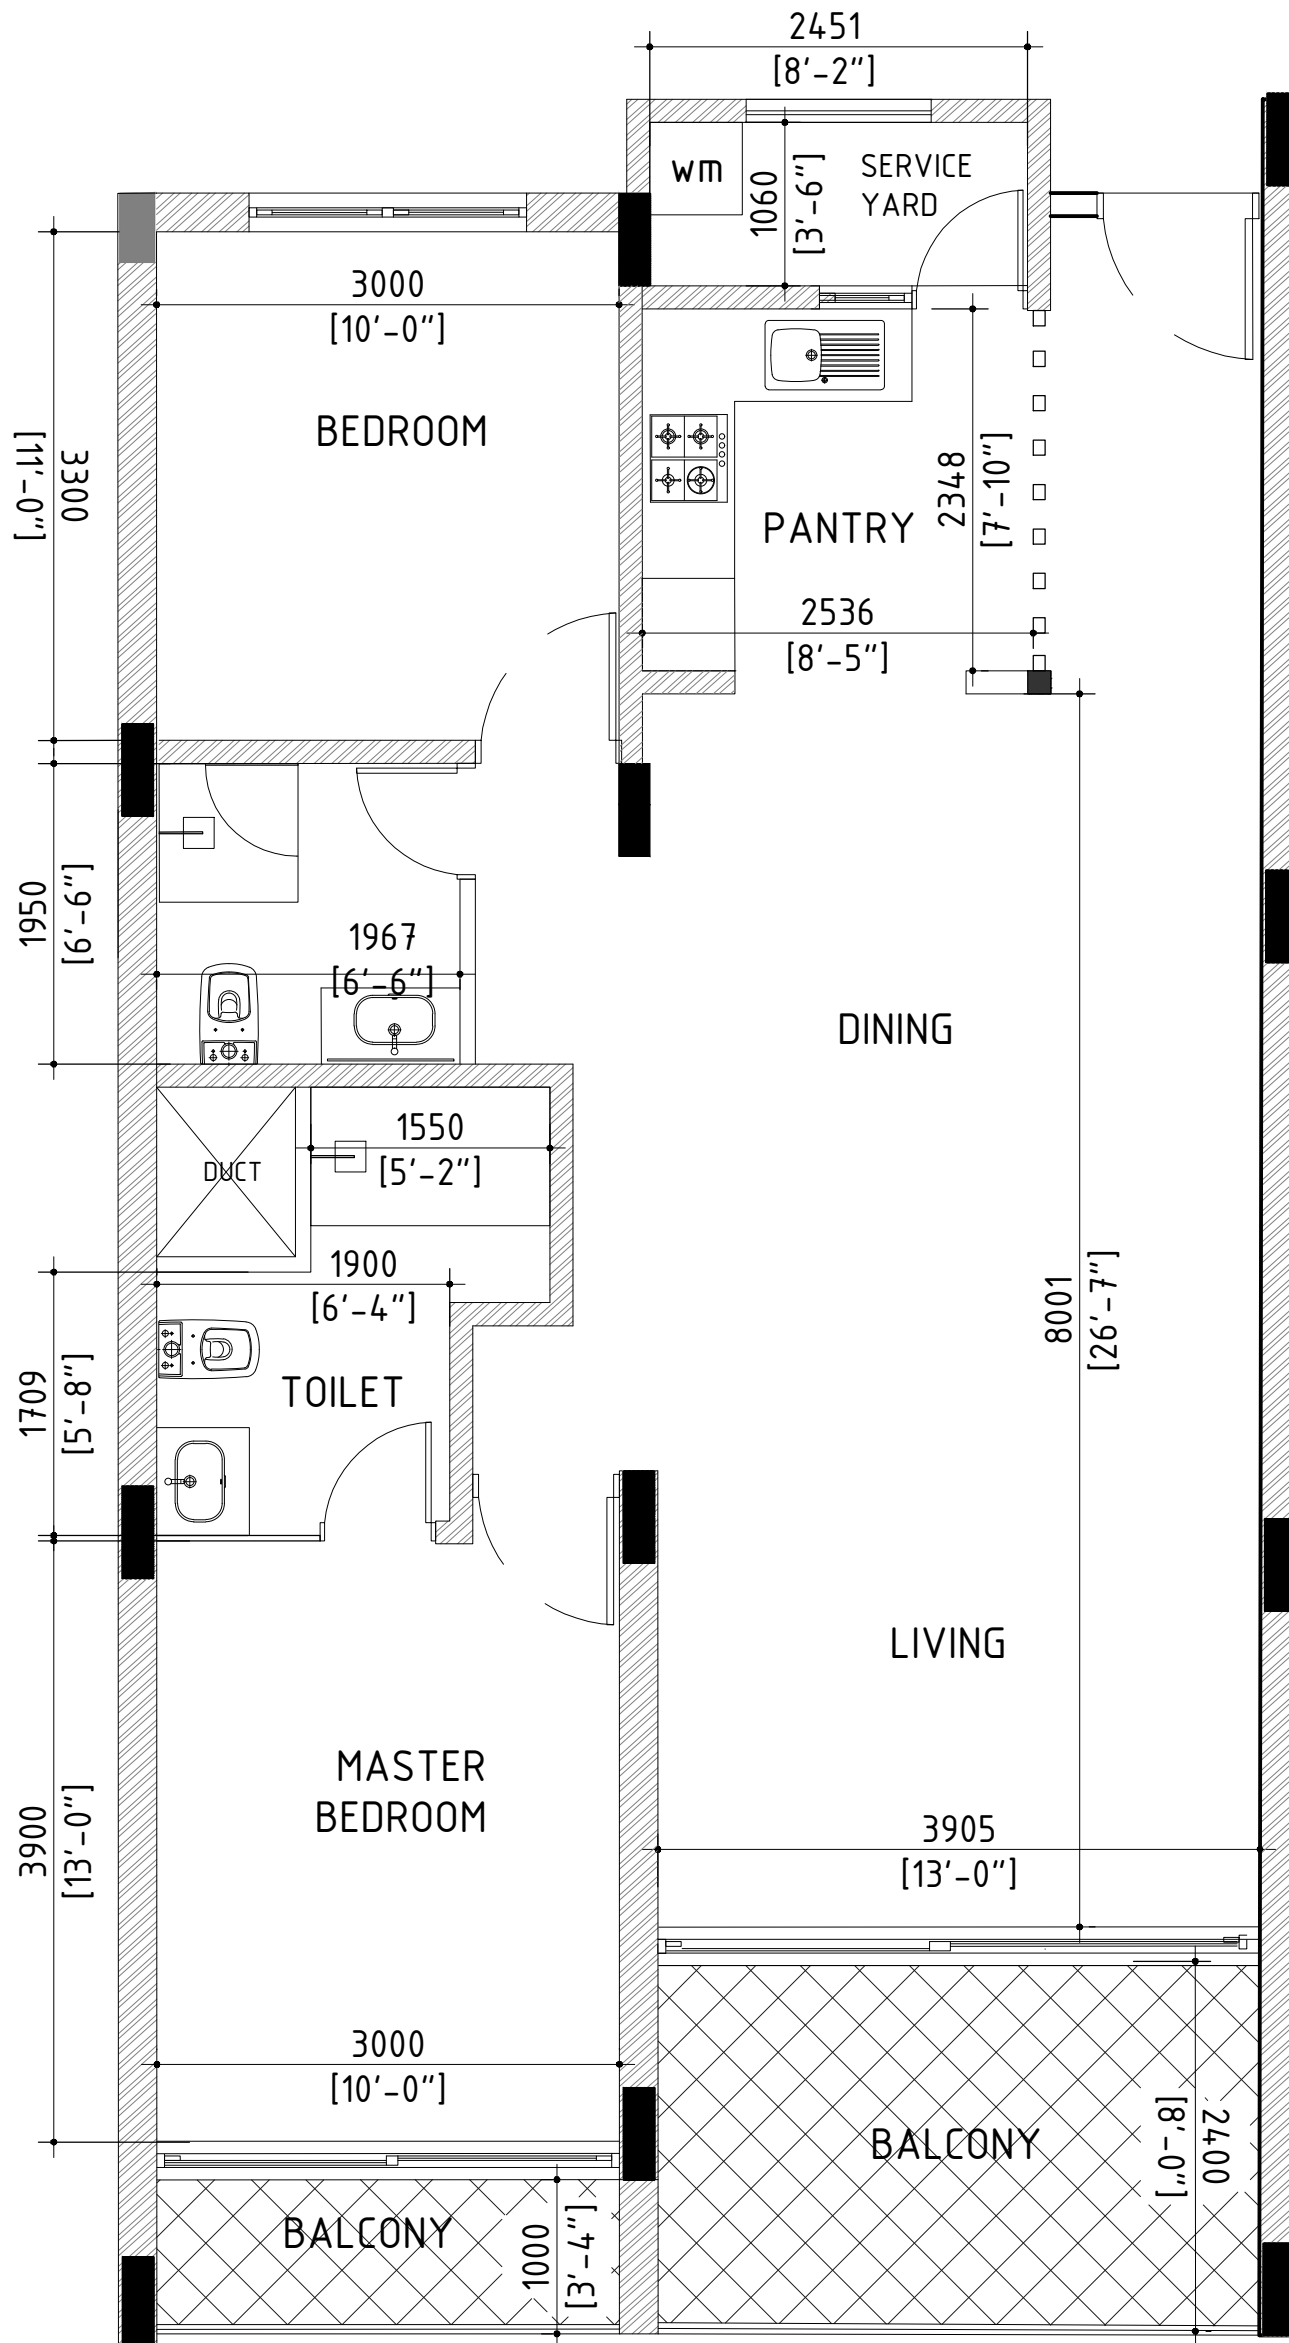 2451
[8'-2"]
wm
1060
[3'-6"]
SERVICE
YARD
3000
[10'-0"]
BEDROOM
3300
[11'-0"]
2348
[7'-10"]
PANTRY
2536
[8'-5"]
1950
[6'-6"]
1967
[6'-6"]
DINING
1550
[5'-2"]
DUCT
1900
[6'-4"]
8001
[26'-7"]
1709
[5'-8"]
TOILET
LIVING
MASTER
BEDROOM
3900
[13'-0"]
3905
[13'-0"]
3000
[10'-0"]
BALCONY
2400
[8'-0"]
BALCONY
1000
[3'-4"]